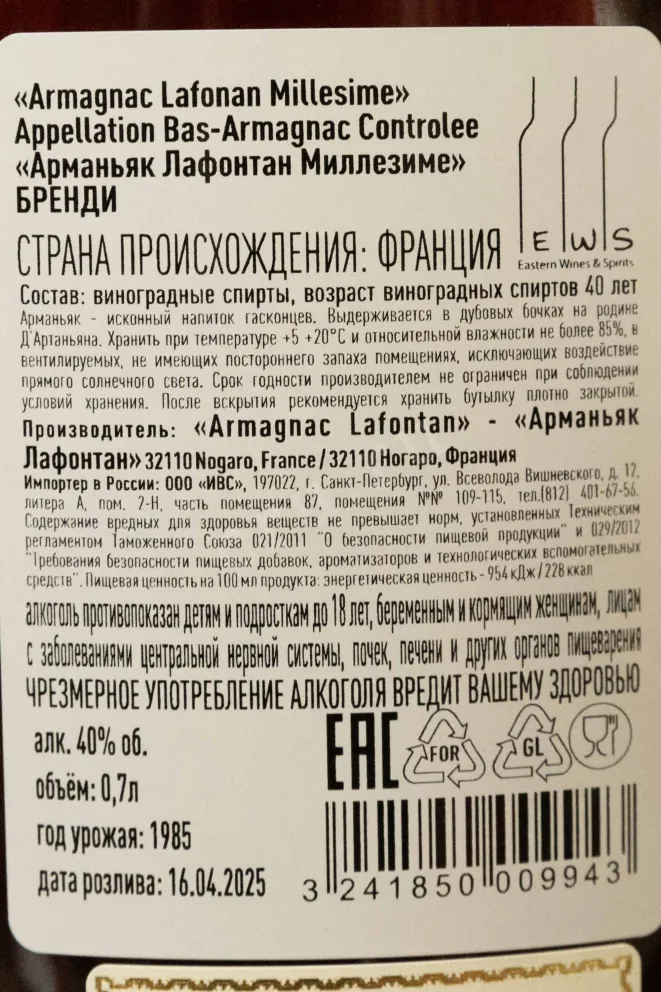 «Armagnac Lafonan Millesime»
Appellation Bas-Armagnac Controlee
«Арманьяк Лафонтан Миллезиме»
БРЕНДИ
СТРАНА ПРОИСХОЖДЕНИЯ: ФРАНЦИЯ
E W S
Eastern Wines & Spirits
Состав: виноградные спирты, возраст виноградных спиртов 40 лет
Арманьяк - исконный напиток гасконцев. Выдерживается в дубовых бочках на родине
Д'Артаньяна. Хранить при температуре +5 +20°C и относительной влажности не более 85%, в
вентилируемых, не имеющих постороннего запаха помещениях, исключающих воздействие
прямого солнечного света. Срок годности производителем не ограничен при соблюдении
условий хранения. После вскрытия рекомендуется хранить бутылку плотно закрытой.
Производитель: «Armagnac Lafontan» - «Арманьяк
Лафонтан» 32110 Nogaro, France / 32110 Ногаро, Франция
Импортер в России: ООО «ИВС», 197022, г. Санкт-Петербург, ул. Всеволода Вишневского, д. 12,
литера А, пом. 2-Н, часть помещения 87, помещения №№ 109-115, тел.(812) 401-67-56.
Содержание вредных для здоровья веществ не превышает норм, установленных Техническим
регламентом Таможенного Союза 021/2011 "О безопасности пищевой продукции" и 029/2012
"Требования безопасности пищевых добавок, ароматизаторов и технологических вспомогательных
средств". Пищевая ценность на 100 мл продукта: энергетическая ценность - 954 кДж / 228 ккал
алкоголь противопоказан детям и подросткам до 18 лет, беременным и кормящим женщинам, лицам
с заболеваниями центральной нервной системы, почек, печени и других органов пищеварения
ЧРЕЗМЕРНОЕ УПОТРЕБЛЕНИЕ АЛКОГОЛЯ ВРЕДИТ ВАШЕМУ ЗДОРОВЬЮ
алк. 40% об.
EAC
FOR
GL
объём: 0,7л
год урожая: 1985
дата розлива: 16.04.2025
3 241850 009943